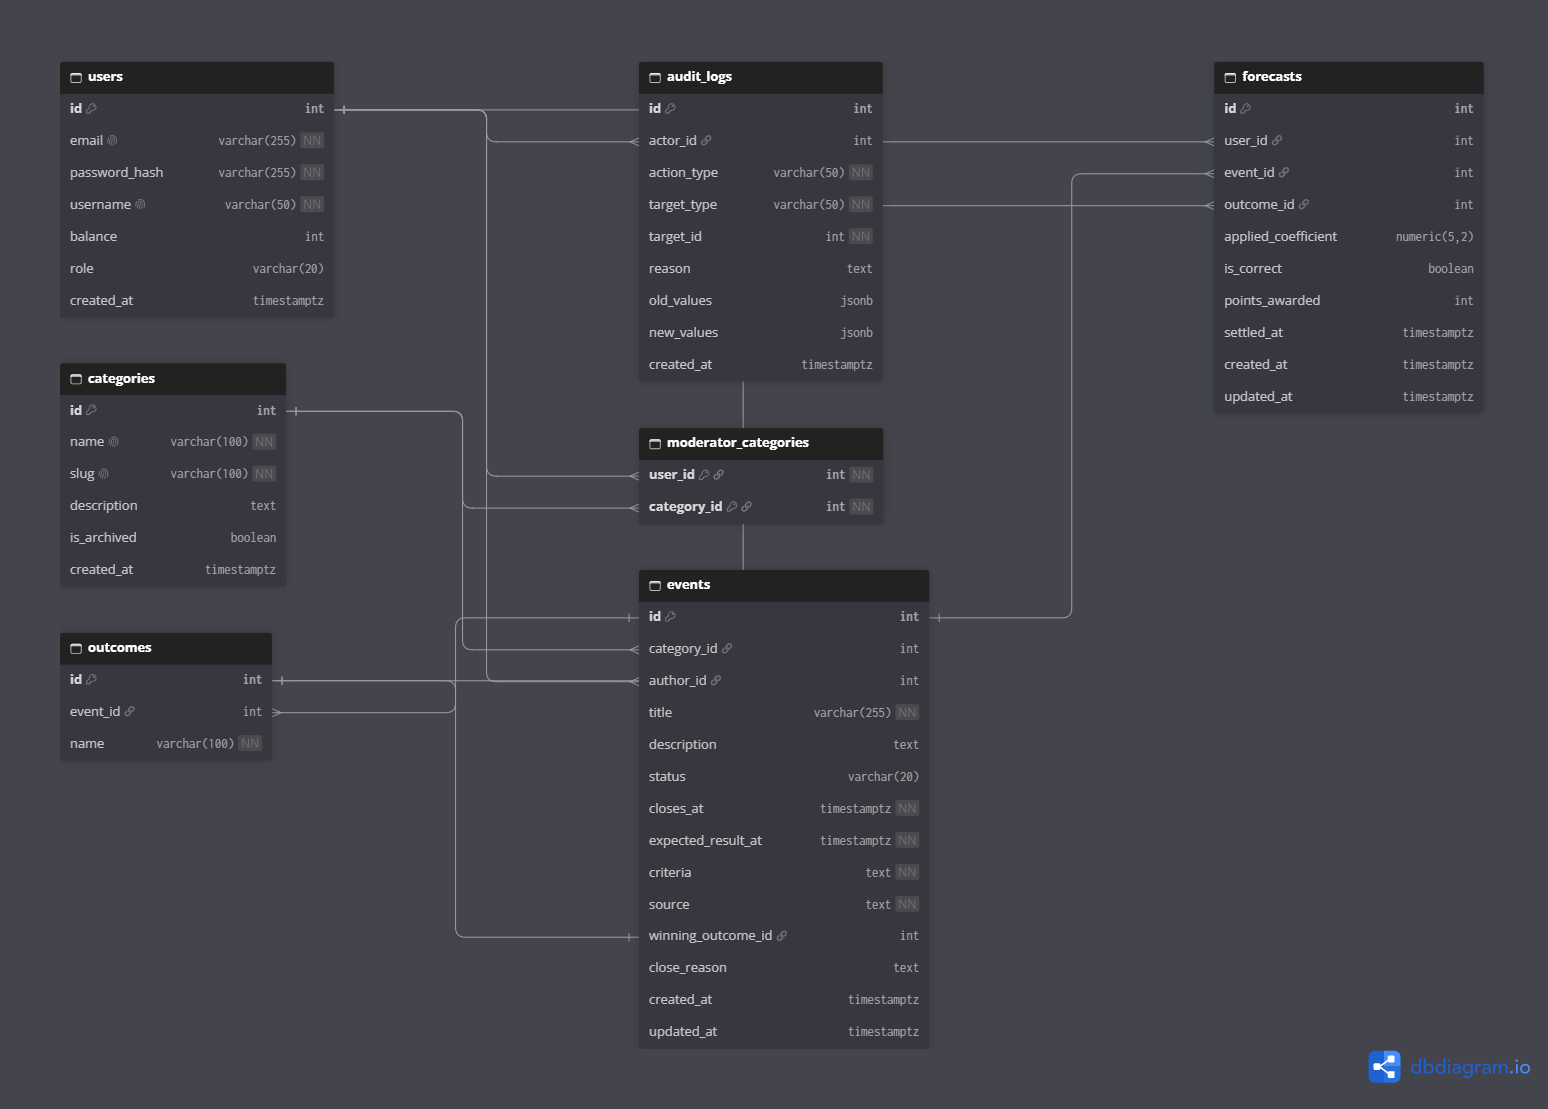 users
id int
email varchar(255) NN
password_hash varchar(255) NN
username varchar(50) NN
balance int
role varchar(20)
created_at timestamptz
categories
id int
name varchar(100) NN
slug varchar(100) NN
description text
is_archived boolean
created_at timestamptz
outcomes
id int
event_id int
name varchar(100) NN
audit_logs
id int
actor_id int
action_type varchar(50) NN
target_type varchar(50) NN
target_id int NN
reason text
old_values jsonb
new_values jsonb
created_at timestamptz
moderator_categories
user_id int NN
category_id int NN
events
id int
category_id int
author_id int
title varchar(255) NN
description text
status varchar(20)
closes_at timestamptz NN
expected_result_at timestamptz NN
criteria text NN
source text NN
winning_outcome_id int
close_reason text
created_at timestamptz
updated_at timestamptz
forecasts
id int
user_id int
event_id int
outcome_id int
applied_coefficient numeric(5,2)
is_correct boolean
points_awarded int
settled_at timestamptz
created_at timestamptz
updated_at timestamptz
dbdiagram.io